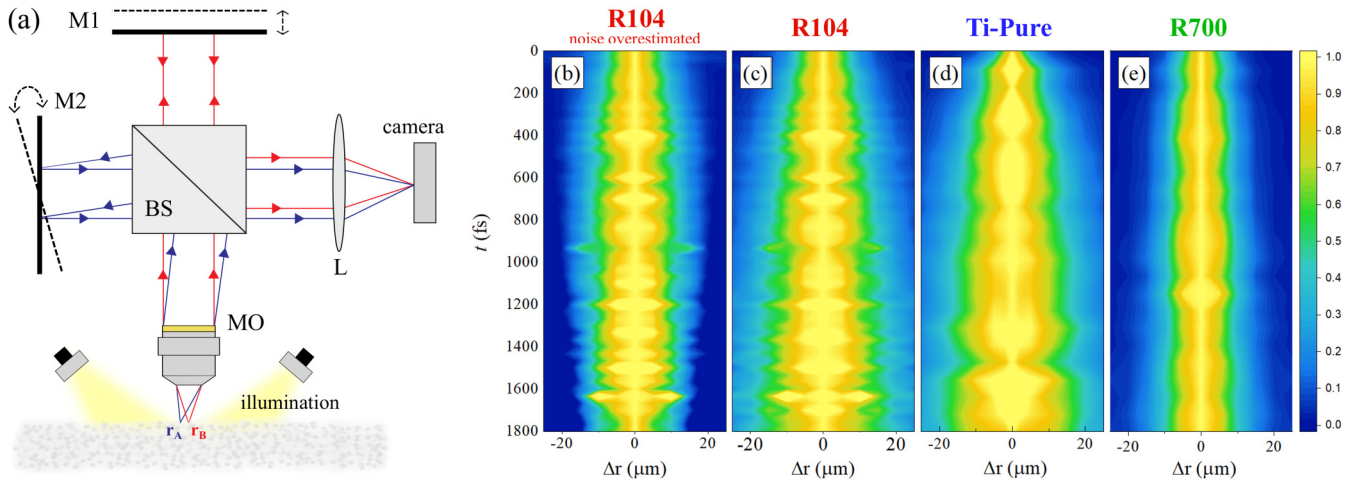 (a)
M1
M2
BS
camera
L
MO
illumination
r_A r_B
R104
noise overestimated
R104
Ti-Pure
R700
(b)
(c)
(d)
(e)
t (fs)
0
200
400
600
800
1000
1200
1400
1600
1800
-20 0 20
-20 0 20
-20 0 20
-20 0 20
Δr (μm)
Δr (μm)
Δr (μm)
Δr (μm)
1.0
0.9
0.8
0.7
0.6
0.5
0.4
0.3
0.2
0.1
0.0